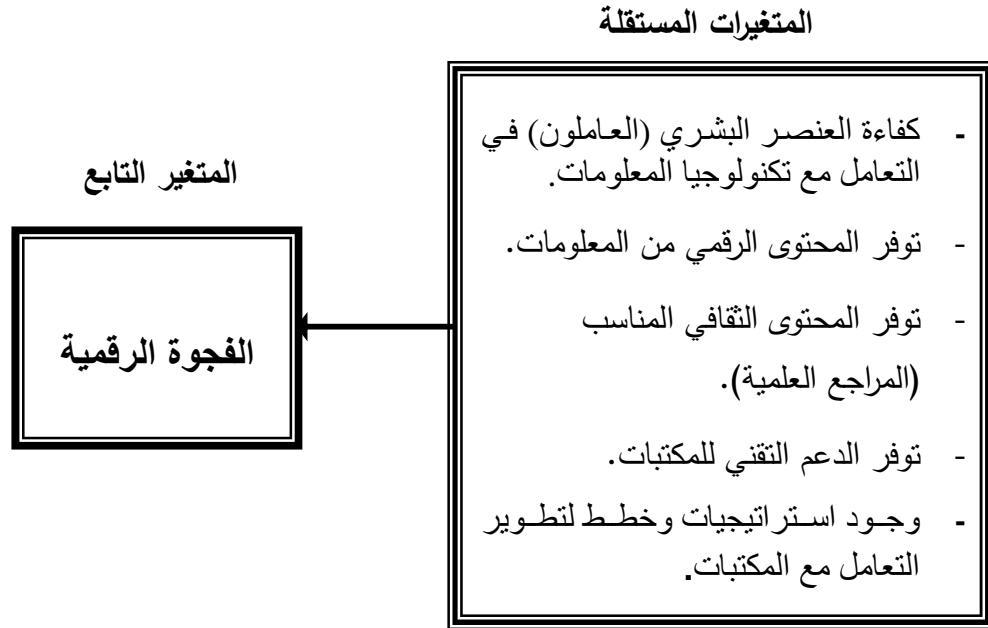 المتغيرات المستقلة
- كفاءة العنصر البشري (العاملون) في
التعامل مع تكنولوجيا المعلومات.
- توفر المحتوى الرقمي من المعلومات.
- توفر المحتوى الثقافي المناسب
(المراجع العلمية).
- توفر الدعم التقني للمكتبات.
- وجود استراتيجيات وخطط لتطوير
التعامل مع المكتبات.
المتغير التابع
الفجوة الرقمية